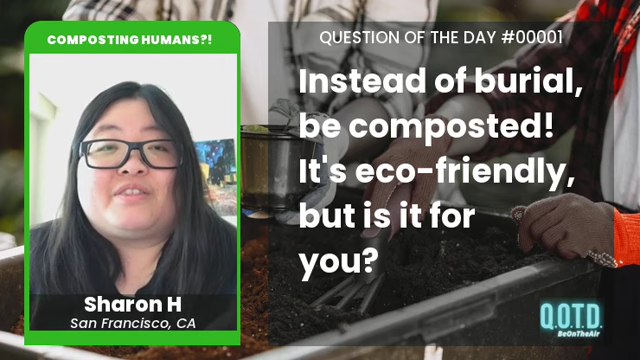 COMPOSTING HUMANS?!
Sharon H
San Francisco, CA
QUESTION OF THE DAY #00001
Instead of burial,
be composted!
It's eco-friendly,
but is it for
you?
Q.O.T.D.
BeOnTheAir